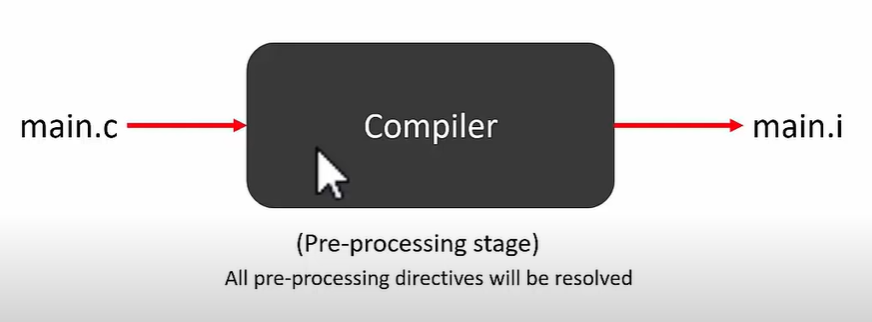 main.c
Compiler
main.i
(Pre-processing stage)
All pre-processing directives will be resolved